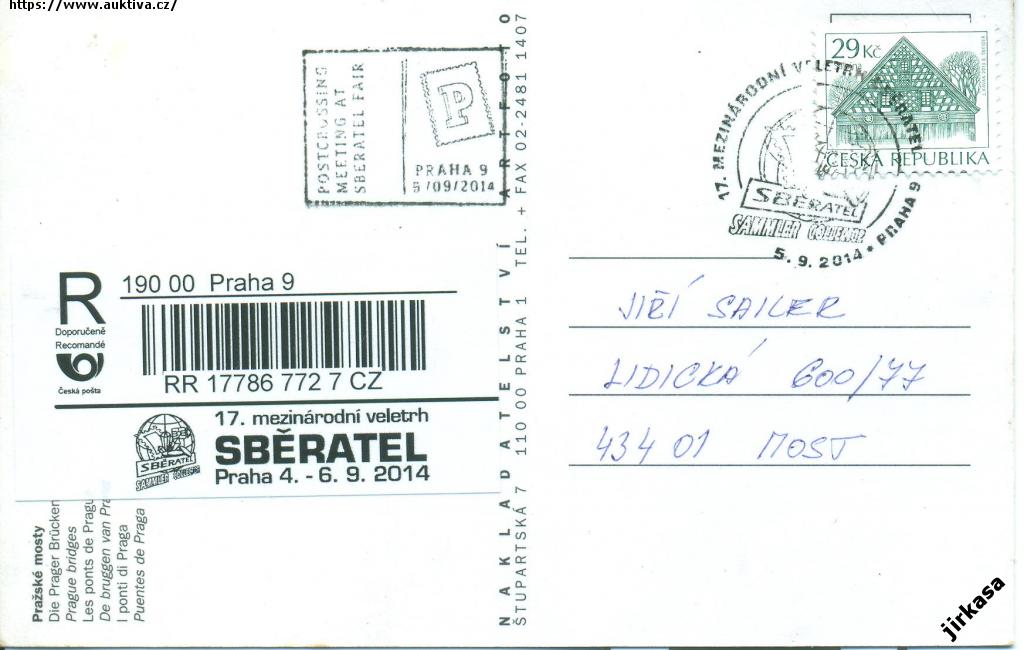 https://www.auktiva.cz/
POSTCROSSING
MEETING AT
SBERATEL FAIR
P
PRAHA 9
5/09/2014
17. MEZINÁRODNÍ VELETRH SBĚRATEL
SBĚRATEL
SAMMLER COLLECTOR
5. 9. 2014 • PRAHA 9
29 Kč
ČESKÁ REPUBLIKA
R
Doporučeně
Recomandé
Česká pošta
190 00 Praha 9
RR 17786 772 7 CZ
17. mezinárodní veletrh
SBĚRATEL
Praha 4. - 6. 9. 2014
SBĚRATEL
SAMMLER COLLECTOR
Pražské mosty
Die Prager Brücken
Prague bridges
Les ponts de Prague
De bruggen van Praag
I ponti di Praga
Puentes de Praga
NAKLADATELSTVÍ ARTFOTO
ŠTUPARTSKÁ 7 110 00 PRAHA 1 TEL. + FAX 02-2481 1407
JIŘÍ SAILER
LIDICKÁ 600/77
434 01 MOST
jirkasa